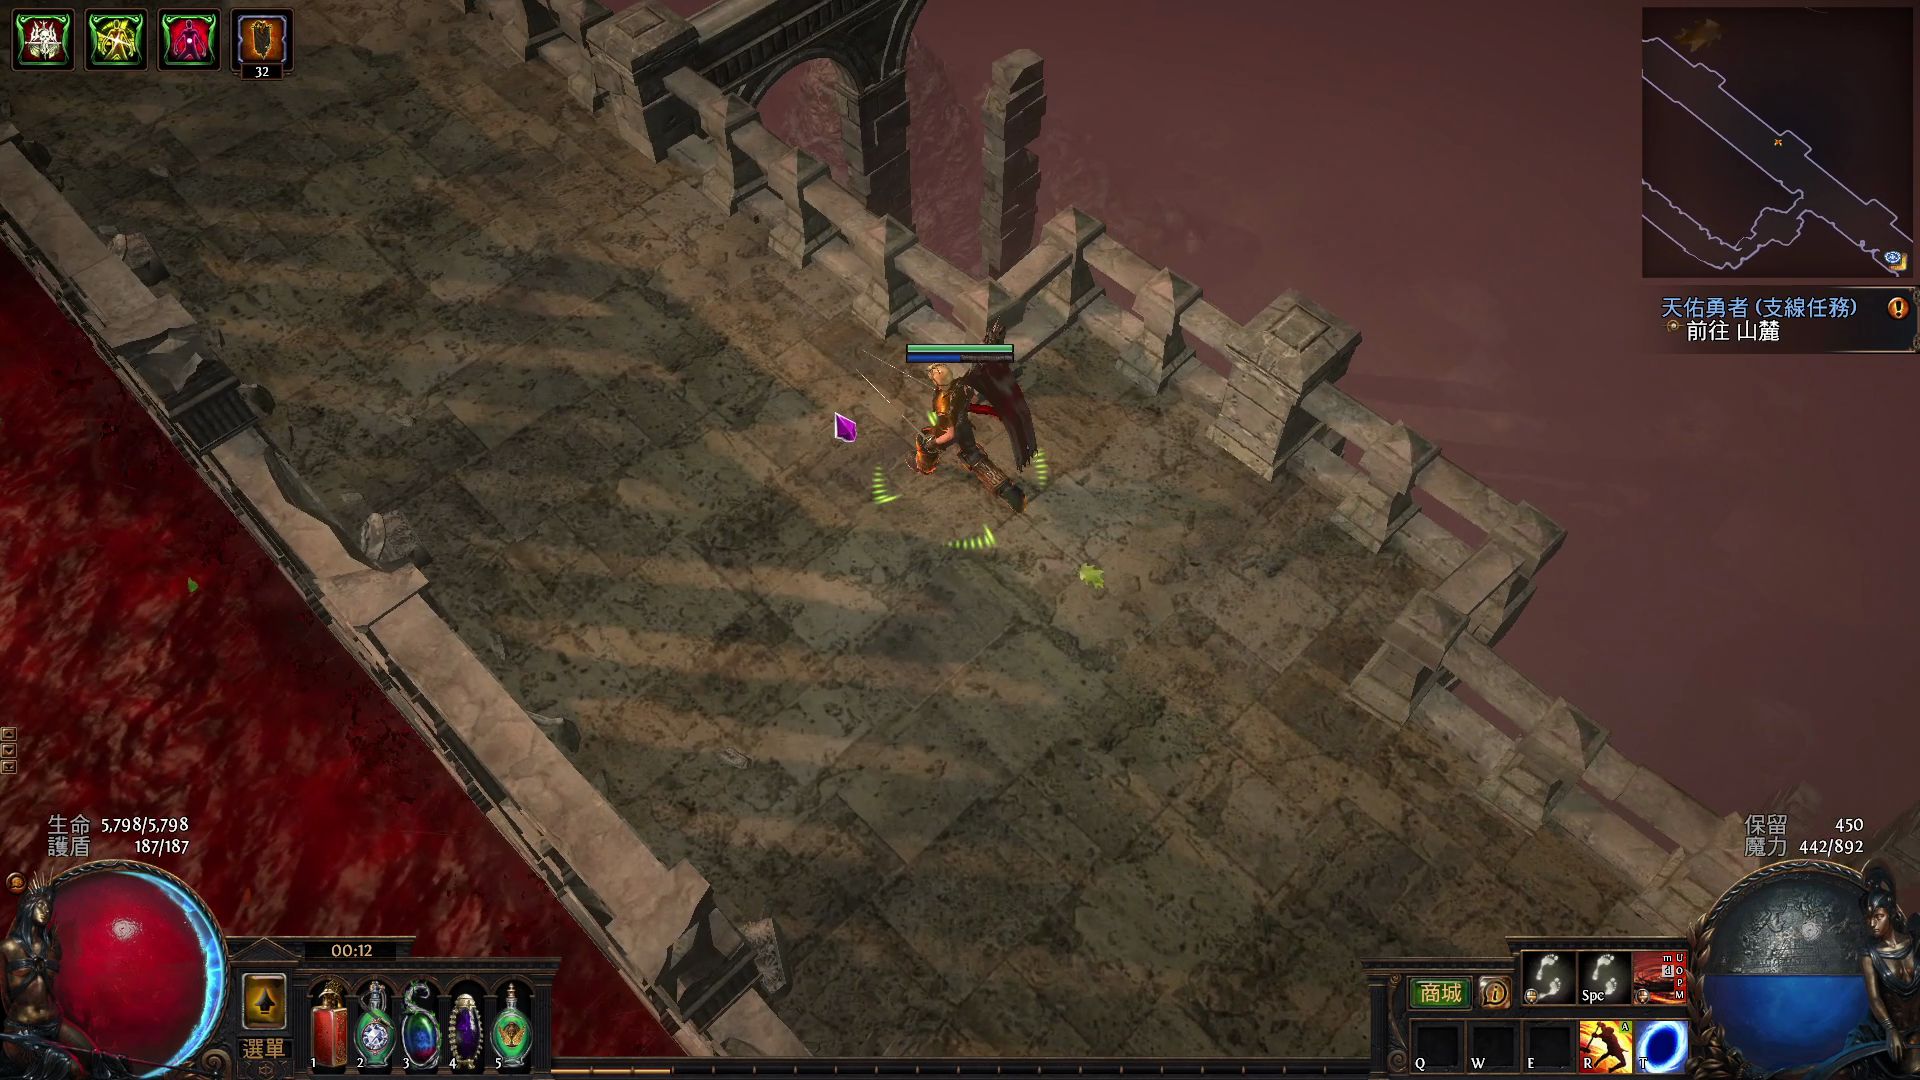 32
天佑勇者 (支線任務)
前往 山麓
生命 5,798/5,798
護盾 187/187
保留 450
魔力 442/892
00:12
選單
1 2 3 4 5
商城
Spc
m U
d O
P
M
Q W E R A T